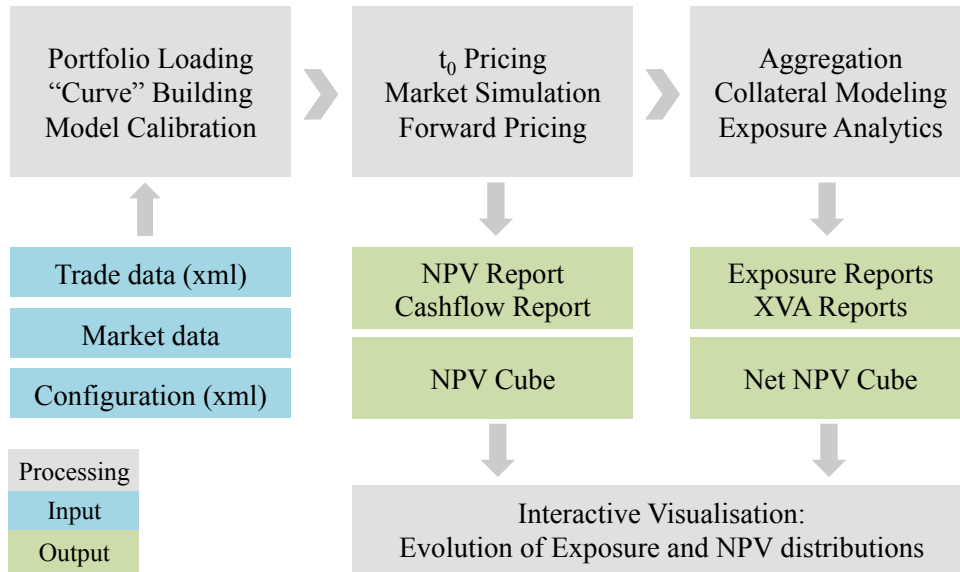 Portfolio Loading
“Curve” Building
Model Calibration
t0 Pricing
Market Simulation
Forward Pricing
Aggregation
Collateral Modeling
Exposure Analytics
Trade data (xml)
Market data
Configuration (xml)
NPV Report
Cashflow Report
NPV Cube
Exposure Reports
XVA Reports
Net NPV Cube
Processing
Input
Output
Interactive Visualisation:
Evolution of Exposure and NPV distributions